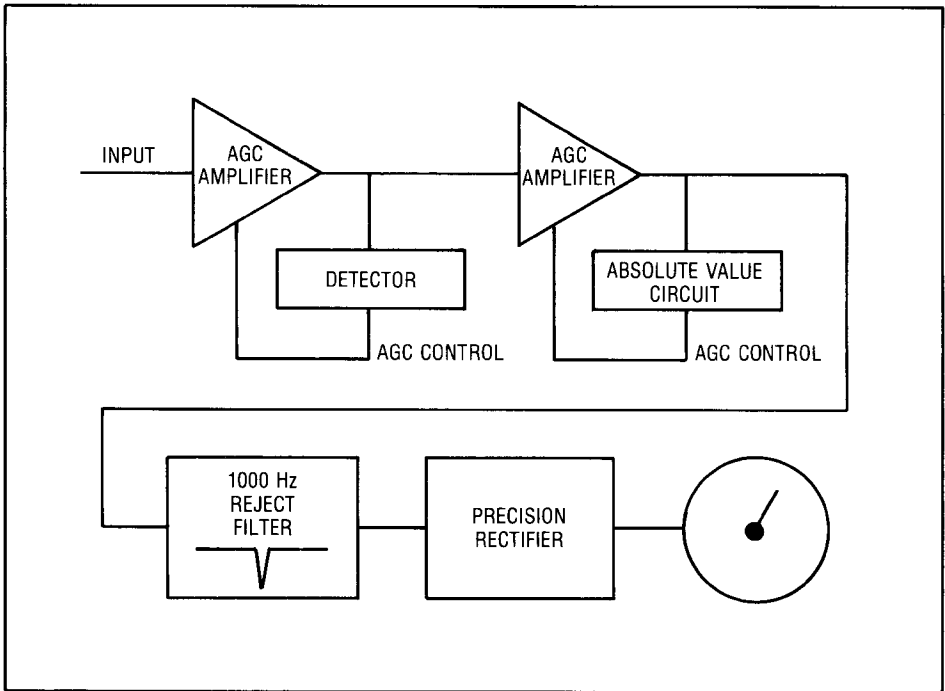 INPUT
AGC
AMPLIFIER
DETECTOR
AGC CONTROL
AGC
AMPLIFIER
ABSOLUTE VALUE
CIRCUIT
AGC CONTROL
1000 Hz
REJECT
FILTER
PRECISION
RECTIFIER